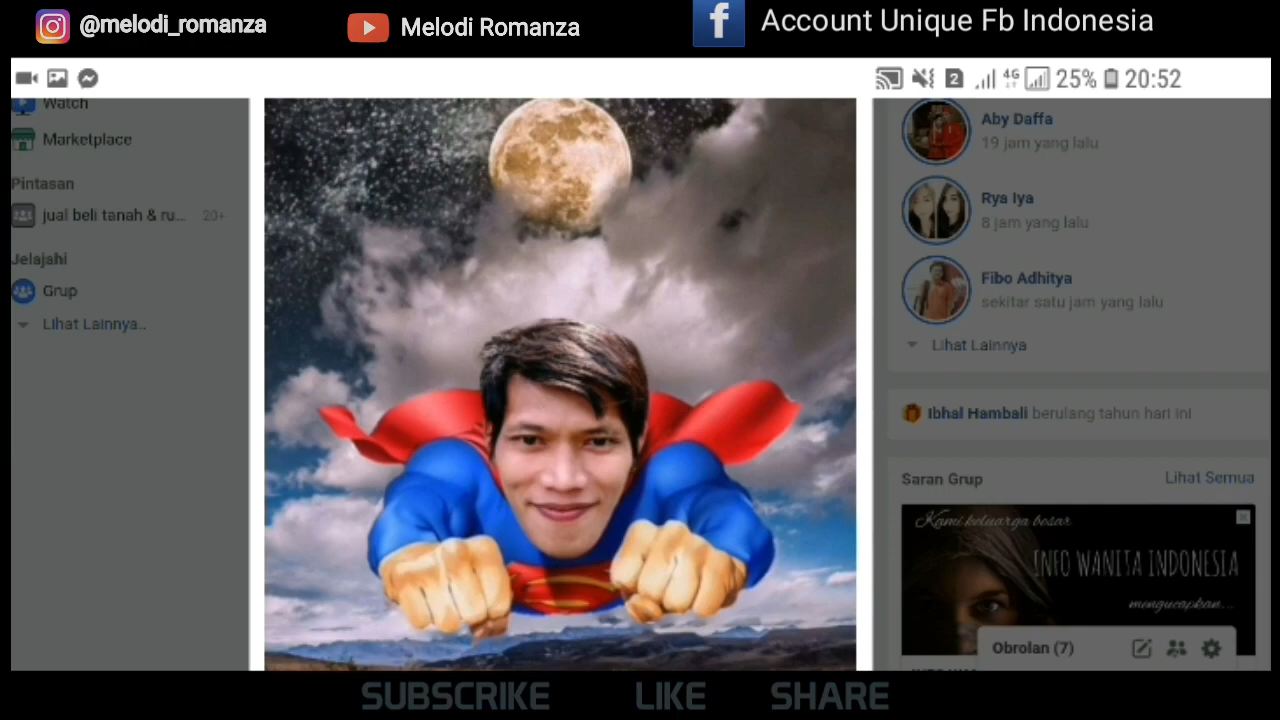 @melodi_romanza
Melodi Romanza
Account Unique Fb Indonesia
2
4G
25%
20:52
Watch
Marketplace
Pintasan
jual beli tanah & ru... 20+
Jelajahi
Grup
Lihat Lainnya..
Aby Daffa
19 jam yang lalu
Rya Iya
8 jam yang lalu
Fibo Adhitya
sekitar satu jam yang lalu
Lihat Lainnya
Ibhal Hambali berulang tahun hari ini
Saran Grup
Lihat Semua
Kami keluarga besar
INFO WANITA INDONESIA
mengucapkan...
Obrolan (7)
SUBSCRIKE
LIKE
SHARE